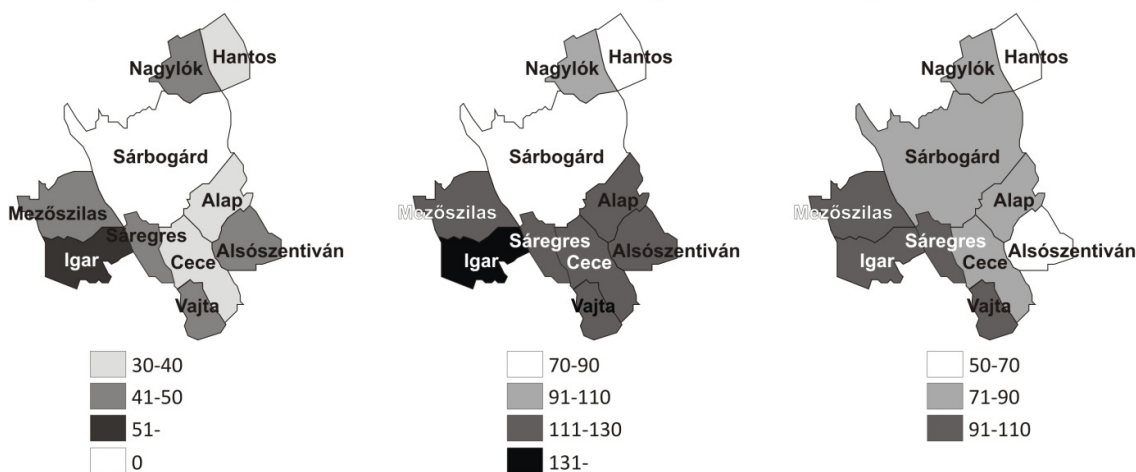 Hantos
Nagylók
Sárbogárd
Alap
Mezőszilas
Sáregres
Alsószentiván
Igar
Cece
Vajta
30-40
41-50
51-
0
Hantos
Nagylók
Sárbogárd
Alap
Mezőszilas
Sáregres
Alsószentiván
Igar
Cece
Vajta
70-90
91-110
111-130
131-
Hantos
Nagylók
Sárbogárd
Alap
Mezőszilas
Sáregres
Alsószentiván
Igar
Cece
Vajta
50-70
71-90
91-110